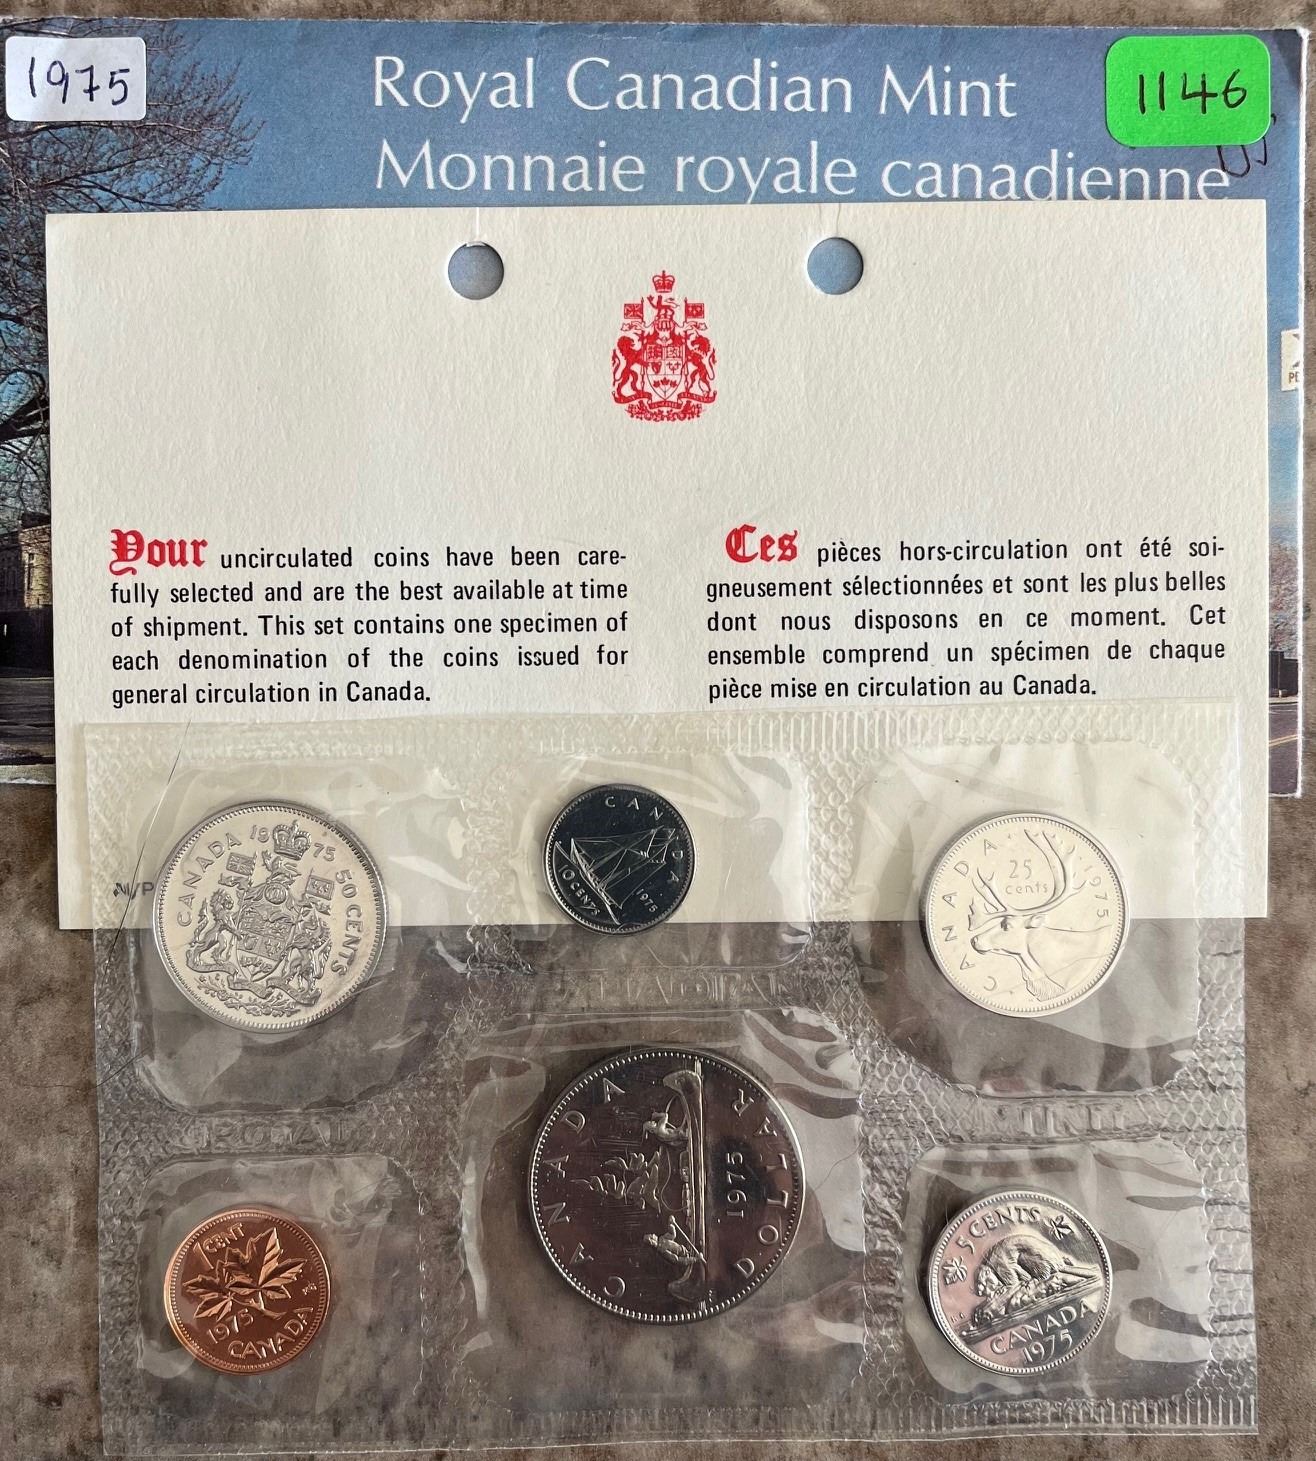 1975
1146
Royal Canadian Mint
Monnaie royale canadienne
Your uncirculated coins have been care-
fully selected and are the best available at time
of shipment. This set contains one specimen of
each denomination of the coins issued for
general circulation in Canada.
Ces pièces hors-circulation ont été soi-
gneusement sélectionnées et sont les plus belles
dont nous disposons en ce moment. Cet
ensemble comprend un spécimen de chaque
pièce mise en circulation au Canada.
CANADA 1975 50 CENTS
CANADA
10 CENTS 1975
CANADA 25 cents 1975
CANADIAN
ROYAL
MINT
1 CENT
1975
CANADA
CANADA
1975
DOLLAR
5 CENTS
CANADA
1975